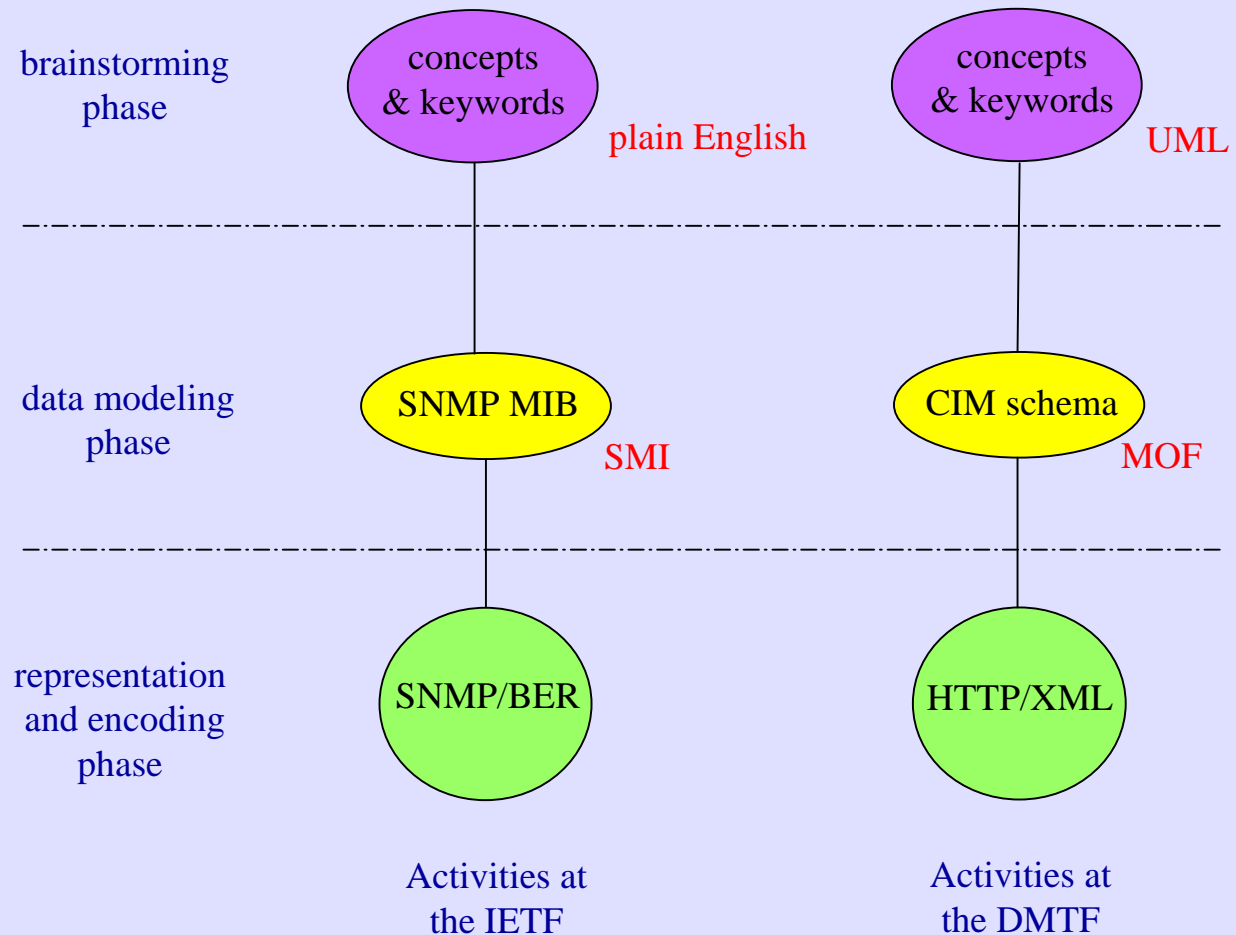 brainstorming
phase
concepts
& keywords
plain English
concepts
& keywords
UML
data modeling
phase
SNMP MIB
SMI
CIM schema
MOF
representation
and encoding
phase
SNMP/BER
HTTP/XML
Activities at
the IETF
Activities at
the DMTF